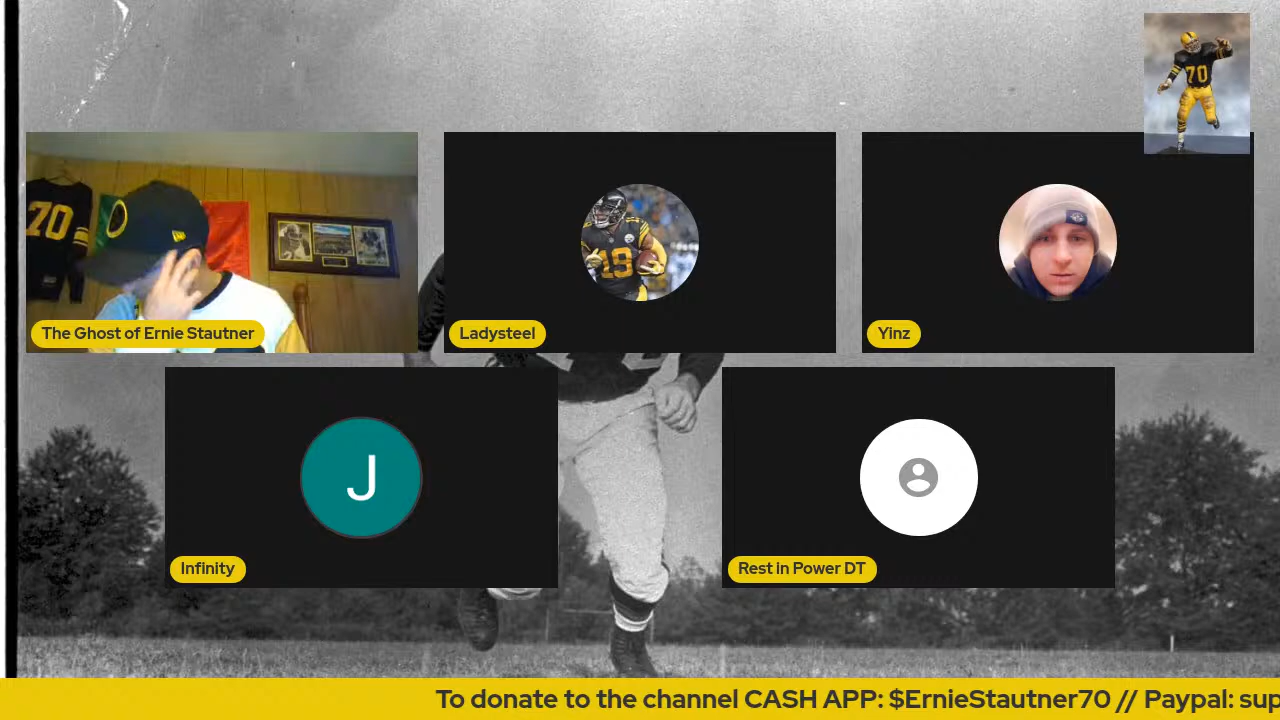 70
70
The Ghost of Ernie Stautner
19
Ladysteel
Yinz
J
Infinity
Rest in Power DT
To donate to the channel CASH APP: $ErnieStautner70 // Paypal: sup